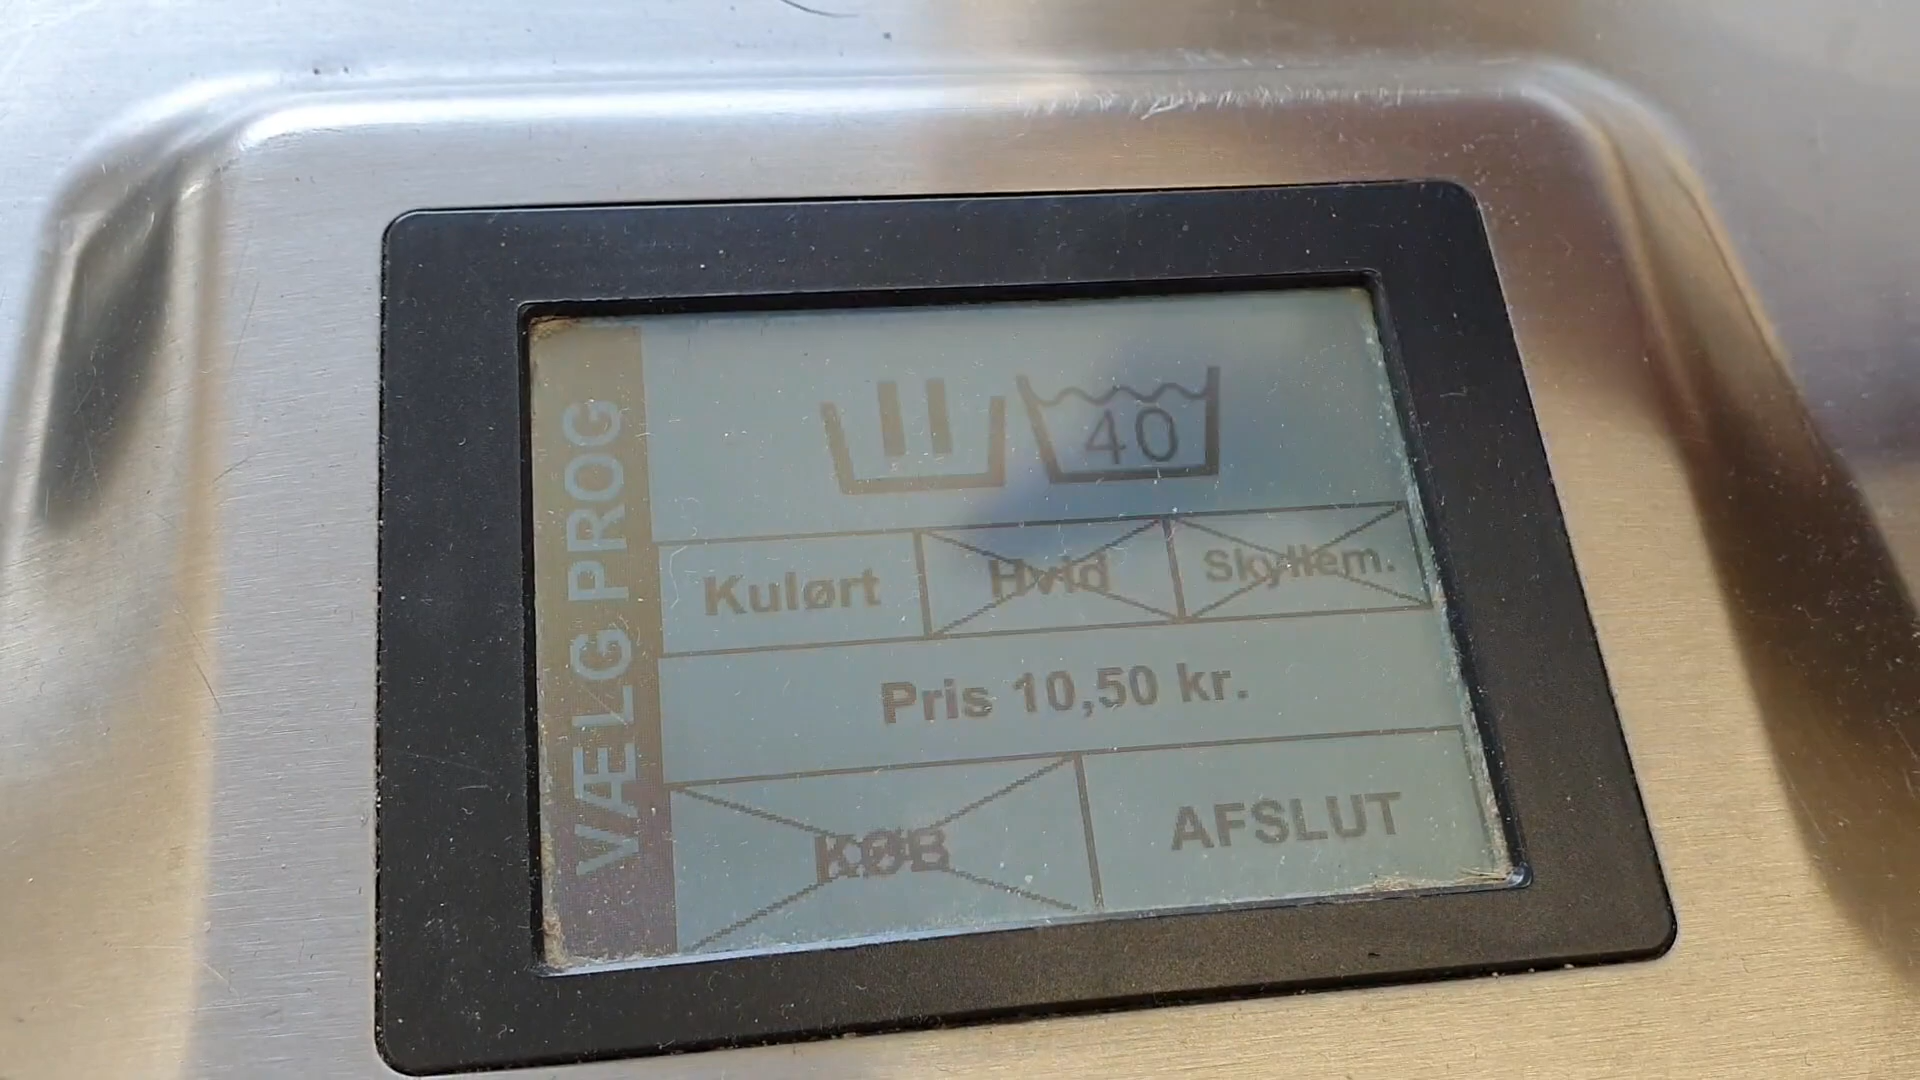 VÆLG PROG
40
Kulørt Hvid Skyllem.
Pris 10,50 kr.
KØB AFSLUT